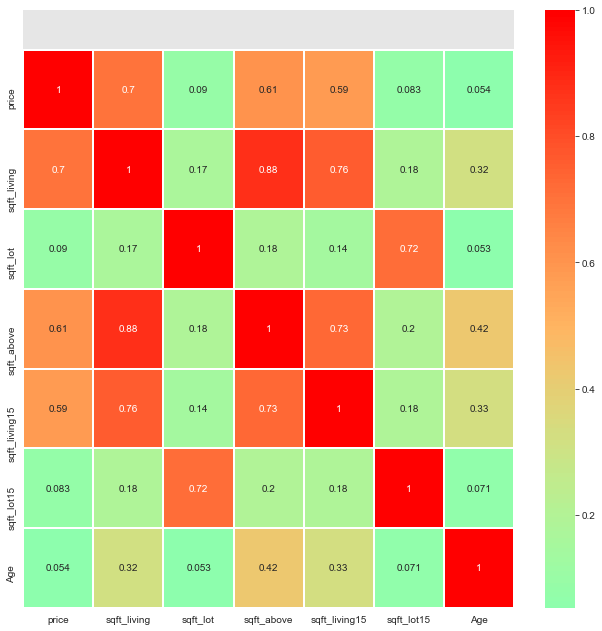 price 1 0.7 0.09 0.61 0.59 0.083 0.054
sqft_living 0.7 1 0.17 0.88 0.76 0.18 0.32
sqft_lot 0.09 0.17 1 0.18 0.14 0.72 0.053
sqft_above 0.61 0.88 0.18 1 0.73 0.2 0.42
sqft_living15 0.59 0.76 0.14 0.73 1 0.18 0.33
sqft_lot15 0.083 0.18 0.72 0.2 0.18 1 0.071
Age 0.054 0.32 0.053 0.42 0.33 0.071 1
price sqft_living sqft_lot sqft_above sqft_living15 sqft_lot15 Age
1.0
0.8
0.6
0.4
0.2